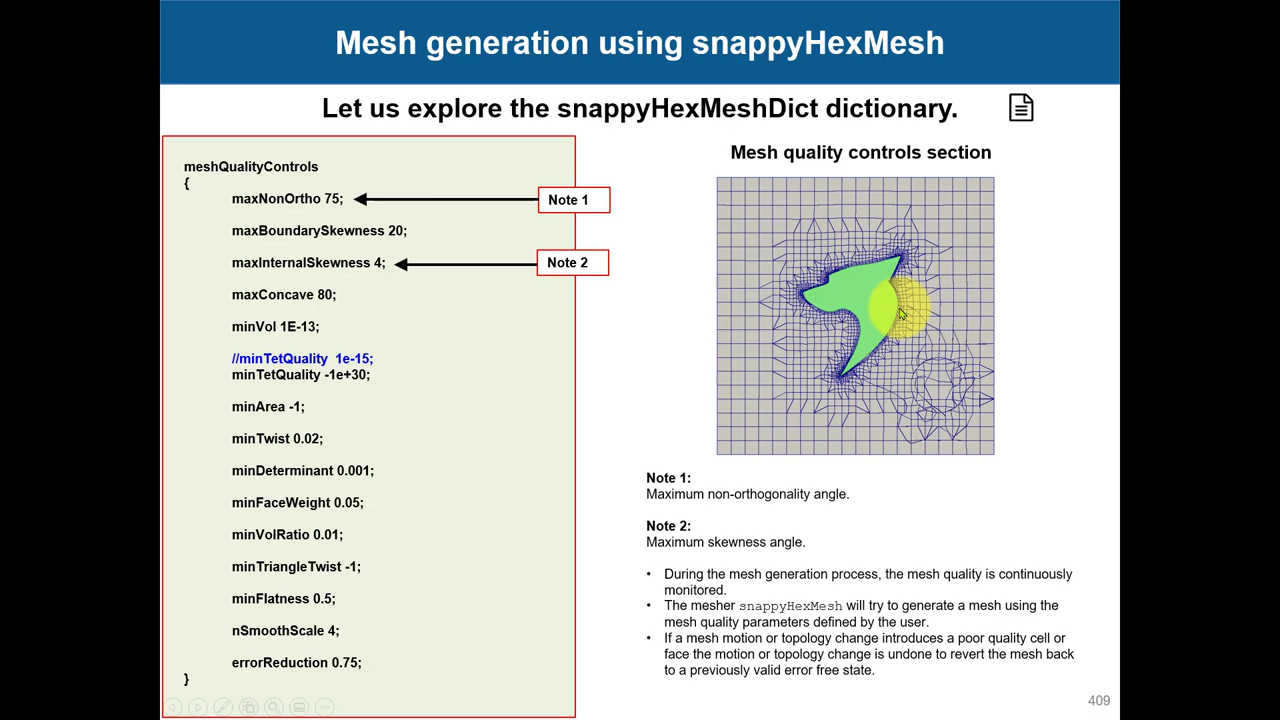 Mesh generation using snappyHexMesh
Let us explore the snappyHexMeshDict dictionary.
meshQualityControls
{
maxNonOrtho 75;
Note 1
maxBoundarySkewness 20;
maxInternalSkewness 4;
Note 2
maxConcave 80;
minVol 1E-13;
//minTetQuality 1e-15;
minTetQuality -1e+30;
minArea -1;
minTwist 0.02;
minDeterminant 0.001;
minFaceWeight 0.05;
minVolRatio 0.01;
minTriangleTwist -1;
minFlatness 0.5;
nSmoothScale 4;
errorReduction 0.75;
}
Mesh quality controls section
Note 1:
Maximum non-orthogonality angle.
Note 2:
Maximum skewness angle.
• During the mesh generation process, the mesh quality is continuously
monitored.
• The mesher snappyHexMesh will try to generate a mesh using the
mesh quality parameters defined by the user.
• If a mesh motion or topology change introduces a poor quality cell or
face the motion or topology change is undone to revert the mesh back
to a previously valid error free state.
409